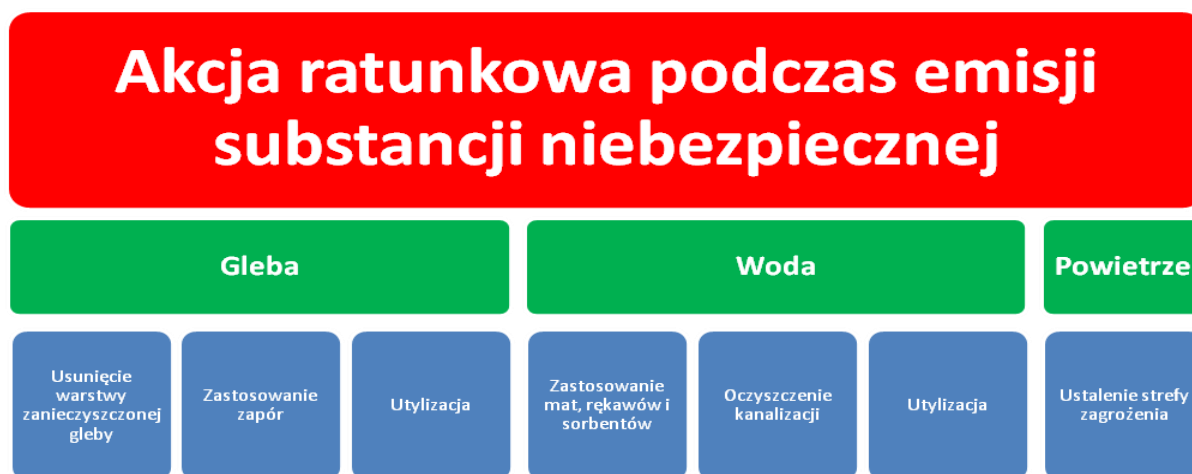 Akcja ratunkowa podczas emisji
substancji niebezpiecznej
Gleba
Woda
Powietrze
Usunięcie
warstwy
zanieczyszczonej
gleby
Zastosowanie
zapór
Utylizacja
Zastosowanie
mat, rękawów i
sorbentów
Oczyszczenie
kanalizacji
Utylizacja
Ustalenie strefy
zagrożenia